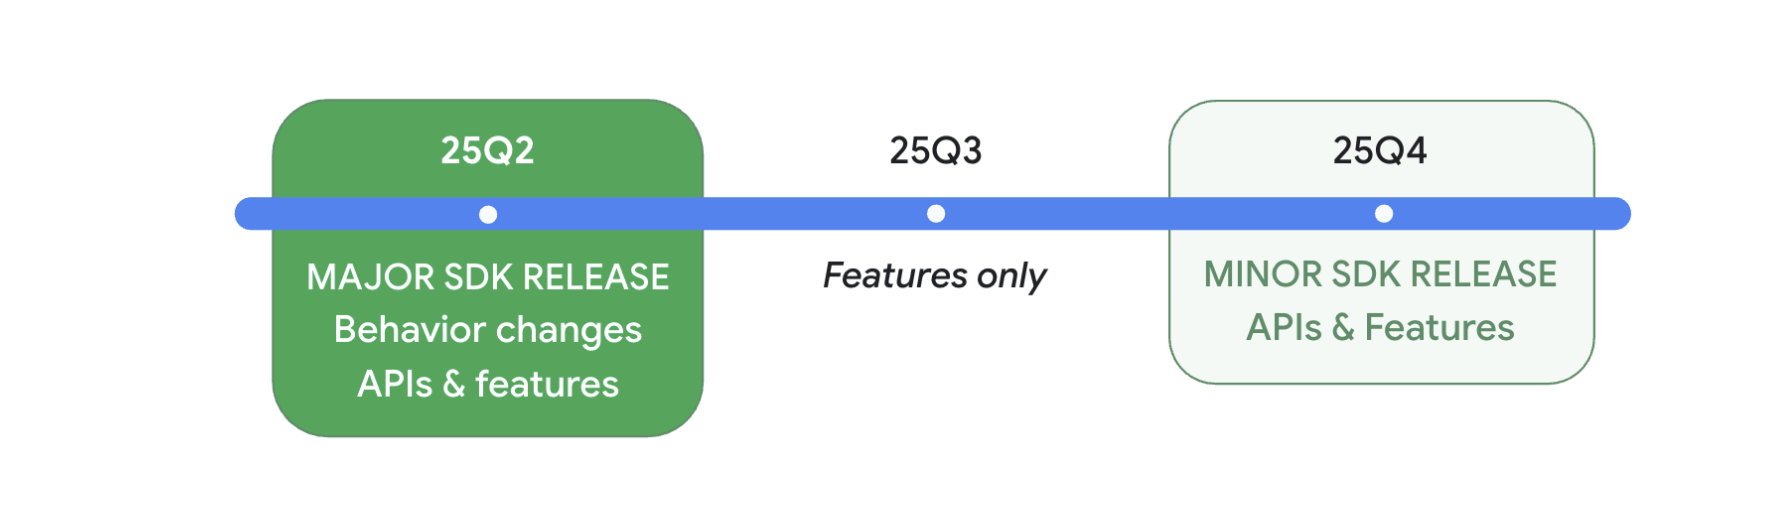 25Q2
MAJOR SDK RELEASE
Behavior changes
APIs & features
25Q3
Features only
25Q4
MINOR SDK RELEASE
APIs & Features